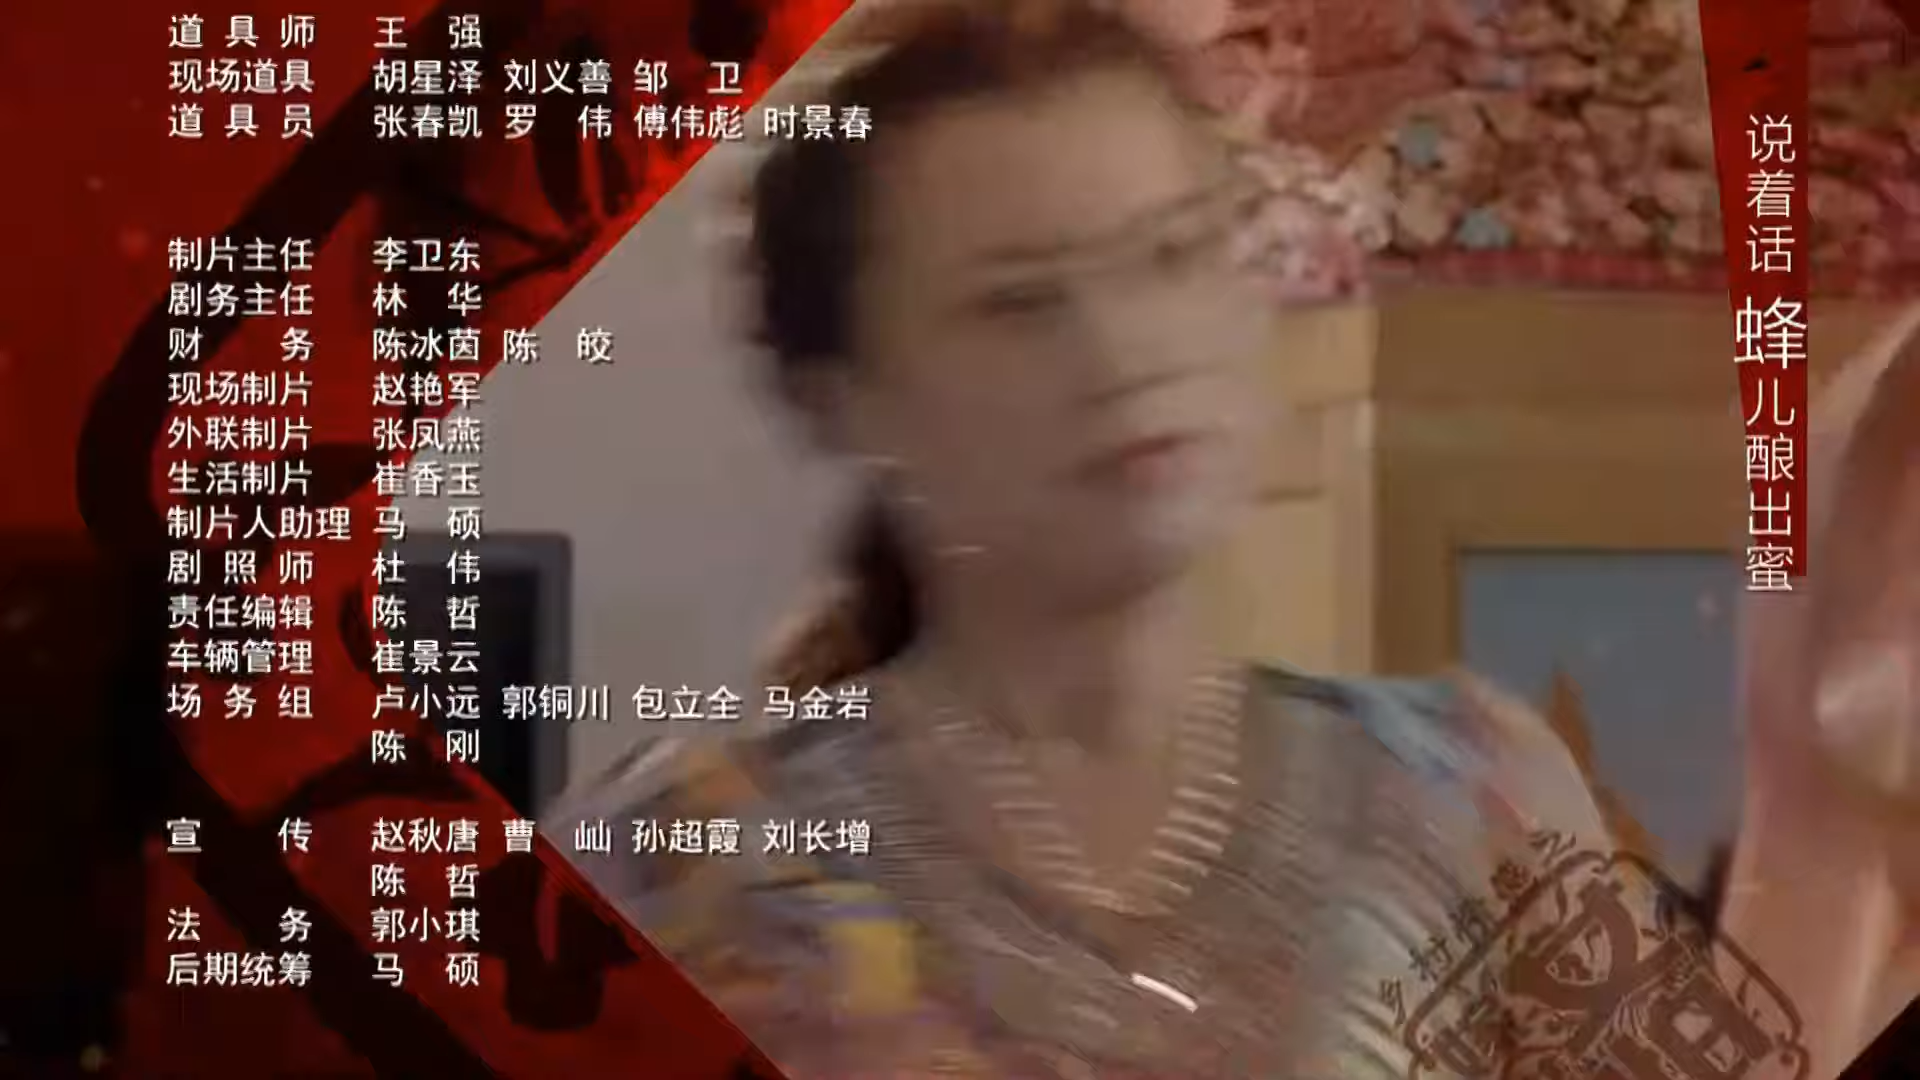 道具师 王强
现场道具 胡星泽 刘义善 邹卫
道具员 张春凯 罗伟 傅伟彪 时景春
制片主任 李卫东
剧务主任 林华
财务 陈冰茵 陈皎
现场制片 赵艳军
外联制片 张凤燕
生活制片 崔香玉
制片人助理 马硕
剧照师 杜伟
责任编辑 陈哲
车辆管理 崔景云
场务组 卢小远 郭铜川 包立全 马金岩
陈刚
宣传 赵秋唐 曹屾 孙超霞 刘长增
陈哲
法务 郭小琪
后期统筹 马硕
说着话蜂儿酿出蜜